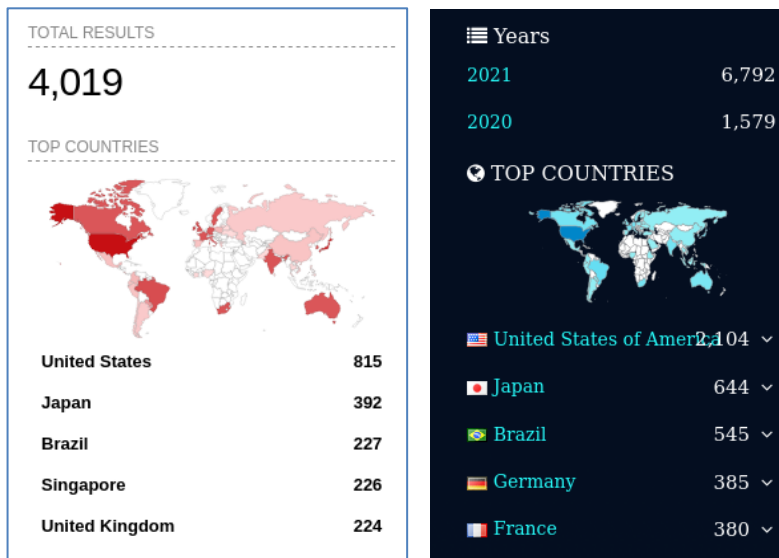 TOTAL RESULTS
4,019
TOP COUNTRIES
United States 815
Japan 392
Brazil 227
Singapore 226
United Kingdom 224
Years
2021 6,792
2020 1,579
TOP COUNTRIES
United States of America 2,104
Japan 644
Brazil 545
Germany 385
France 380